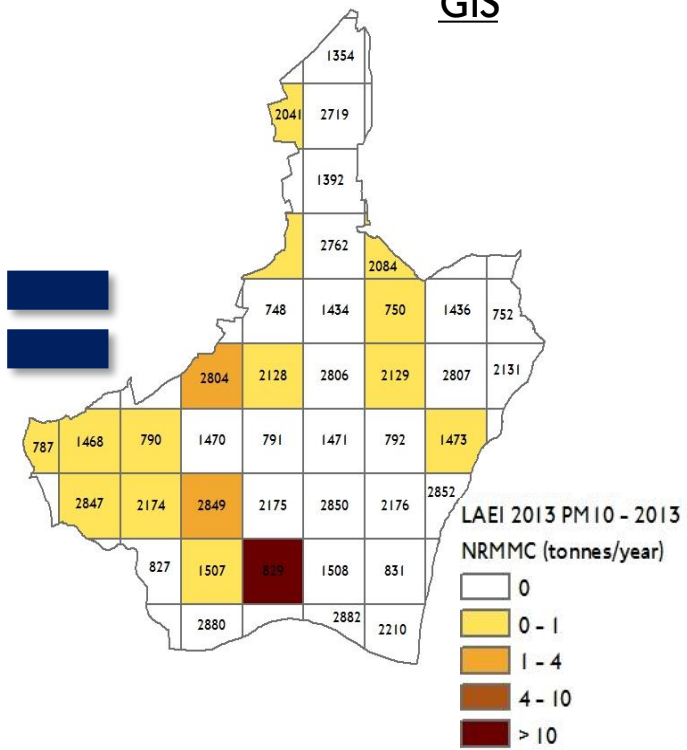 GIS
1354
2041 2719
1392
2762
2084
748 1434 750 1436 752
2804 2128 2806 2129 2807 2131
787 1468 790 1470 791 1471 792 1473
2847 2174 2849 2175 2850 2176 2852
827 1507 829 1508 831
2880 2882 2210
LAEI 2013 PM10 - 2013
NRMMC (tonnes/year)
0
0 - 1
1 - 4
4 - 10
> 10